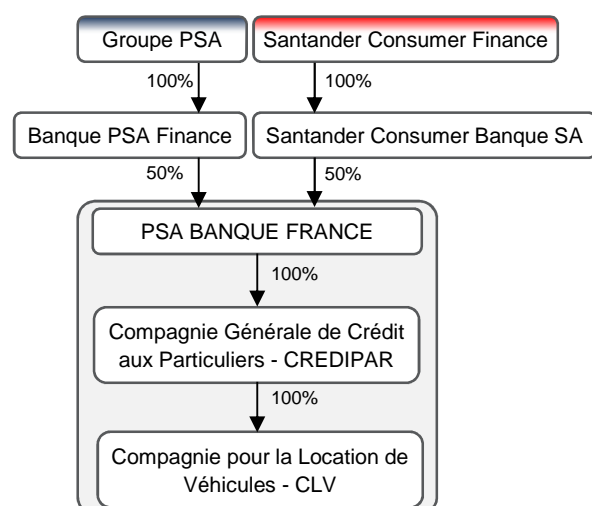 Groupe PSA
Santander Consumer Finance
100%
100%
Banque PSA Finance
Santander Consumer Banque SA
50%
50%
PSA BANQUE FRANCE
100%
Compagnie Générale de Crédit
aux Particuliers - CREDIPAR
100%
Compagnie pour la Location de
Véhicules - CLV